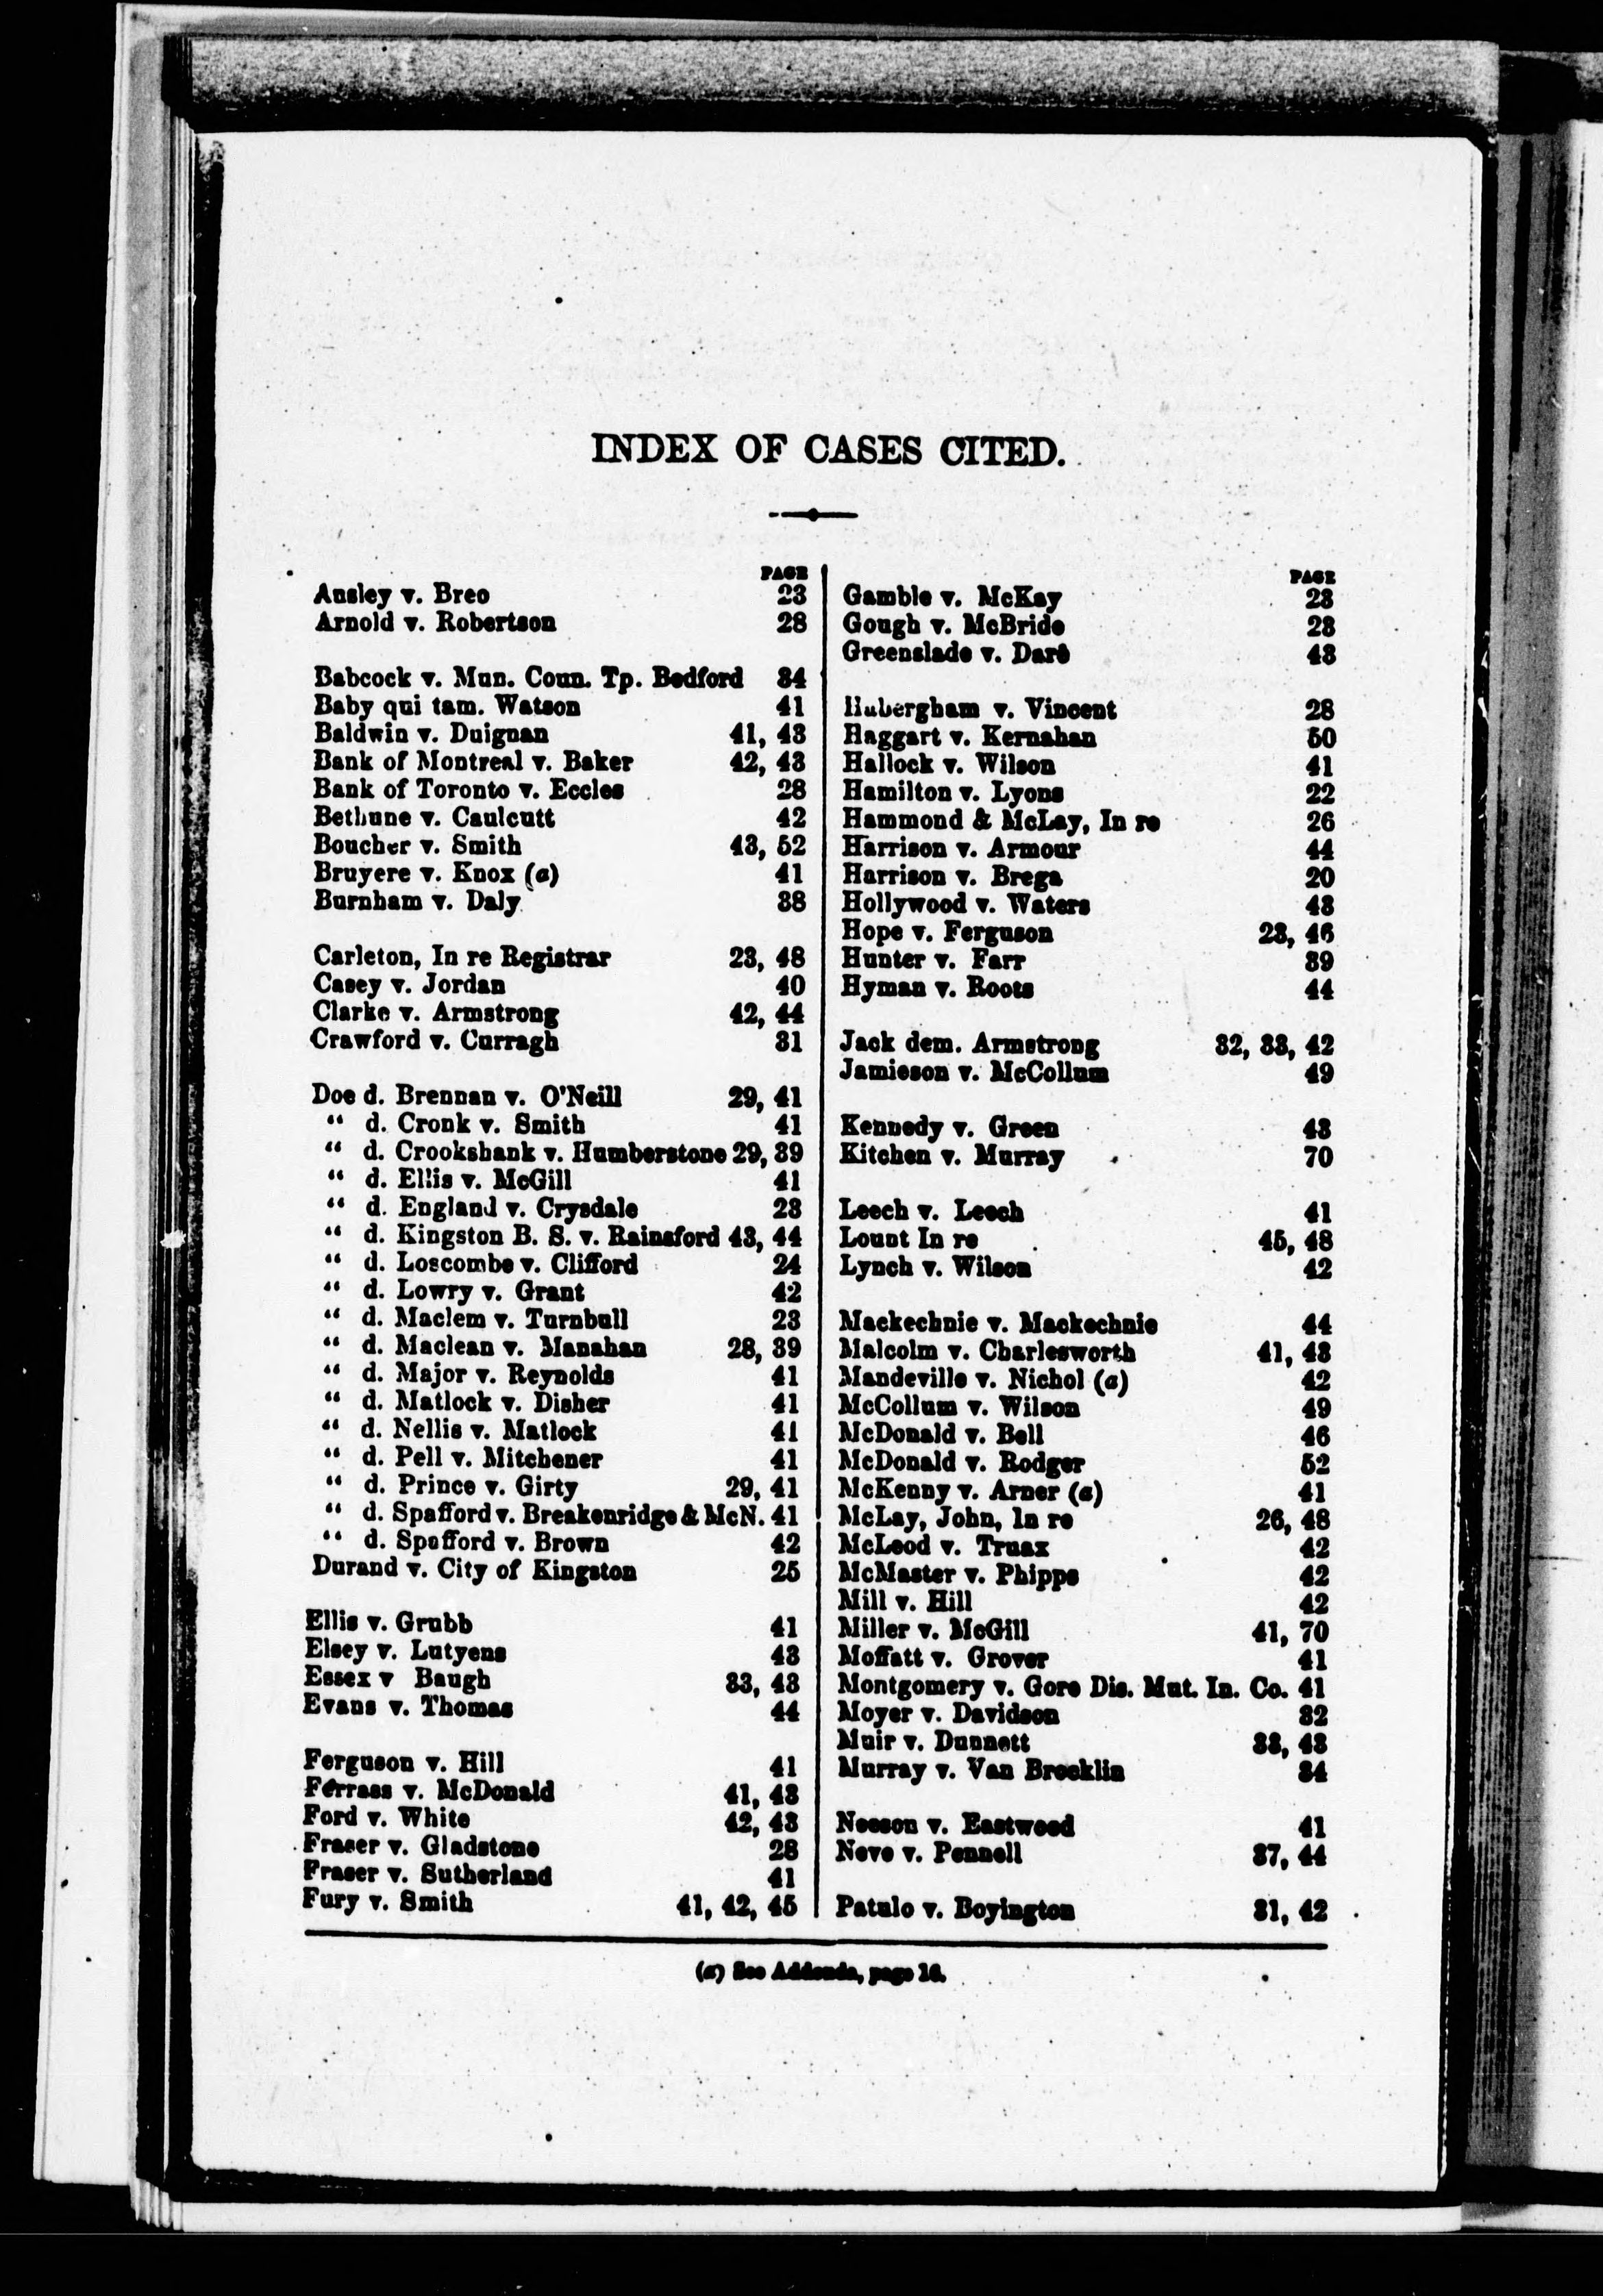 INDEX OF CASES CITED.
PAGE
Ansley v. Breo 23
Arnold v. Robertson 28
Babcock v. Mun. Coun. Tp. Bedford 34
Baby qui tam. Watson 41
Baldwin v. Duignan 41, 43
Bank of Montreal v. Baker 42, 43
Bank of Toronto v. Eccles 28
Bethune v. Caulcutt 42
Boucher v. Smith 43, 52
Bruyere v. Knox (a) 41
Burnham v. Daly 38
Carleton, In re Registrar 23, 48
Casey v. Jordan 40
Clarke v. Armstrong 42, 44
Crawford v. Curragh 31
Doe d. Brennan v. O'Neill 29, 41
“ d. Cronk v. Smith 41
“ d. Crookshank v. Humberstone 29, 39
“ d. Ellis v. McGill 41
“ d. England v. Crysdale 23
“ d. Kingston B. S. v. Rainsford 43, 44
“ d. Loscombe v. Clifford 24
“ d. Lowry v. Grant 42
“ d. Maclem v. Turnbull 23
“ d. Maclean v. Manahan 28, 39
“ d. Major v. Reynolds 41
“ d. Matlock v. Disher 41
“ d. Nellis v. Matlock 41
“ d. Pell v. Mitchener 41
“ d. Prince v. Girty 29, 41
“ d. Spafford v. Breakenridge & McN. 41
“ d. Spafford v. Brown 42
Durand v. City of Kingston 25
Ellis v. Grubb 41
Elsey v. Lutyens 43
Essex v Baugh 33, 43
Evans v. Thomas 44
Ferguson v. Hill 41
Ferrass v. McDonald 41, 43
Ford v. White 42, 43
Fraser v. Gladstone 28
Fraser v. Sutherland 41
Fury v. Smith 41, 42, 45
PAGE
Gamble v. McKay 23
Gough v. McBride 23
Greenslade v. Dare 43
Habergham v. Vincent 28
Haggart v. Kernahan 50
Hallock v. Wilson 41
Hamilton v. Lyons 22
Hammond & McLay, In re 26
Harrison v. Armour 44
Harrison v. Brega 20
Hollywood v. Waters 43
Hope v. Ferguson 23, 46
Hunter v. Farr 39
Hyman v. Roots 44
Jack dem. Armstrong 32, 33, 42
Jamieson v. McCollum 49
Kennedy v. Green 43
Kitchen v. Murray 70
Leech v. Leech 41
Lount In re 45, 48
Lynch v. Wilson 42
Mackechnie v. Mackechnie 44
Malcolm v. Charlesworth 41, 43
Mandeville v. Nichol (a) 42
McCollum v. Wilson 49
McDonald v. Bell 46
McDonald v. Rodger 52
McKenny v. Arner (a) 41
McLay, John, In re 26, 48
McLeod v. Truax 42
McMaster v. Phipps 42
Mill v. Hill 42
Miller v. McGill 41, 70
Moffatt v. Grover 41
Montgomery v. Gore Dis. Mut. In. Co. 41
Moyer v. Davidson 32
Muir v. Dunnett 38, 43
Murray v. Van Brocklin 34
Neeson v. Eastwood 41
Neve v. Pennell 37, 44
Patulo v. Boyington 31, 42
(a) See Addenda, page 16.